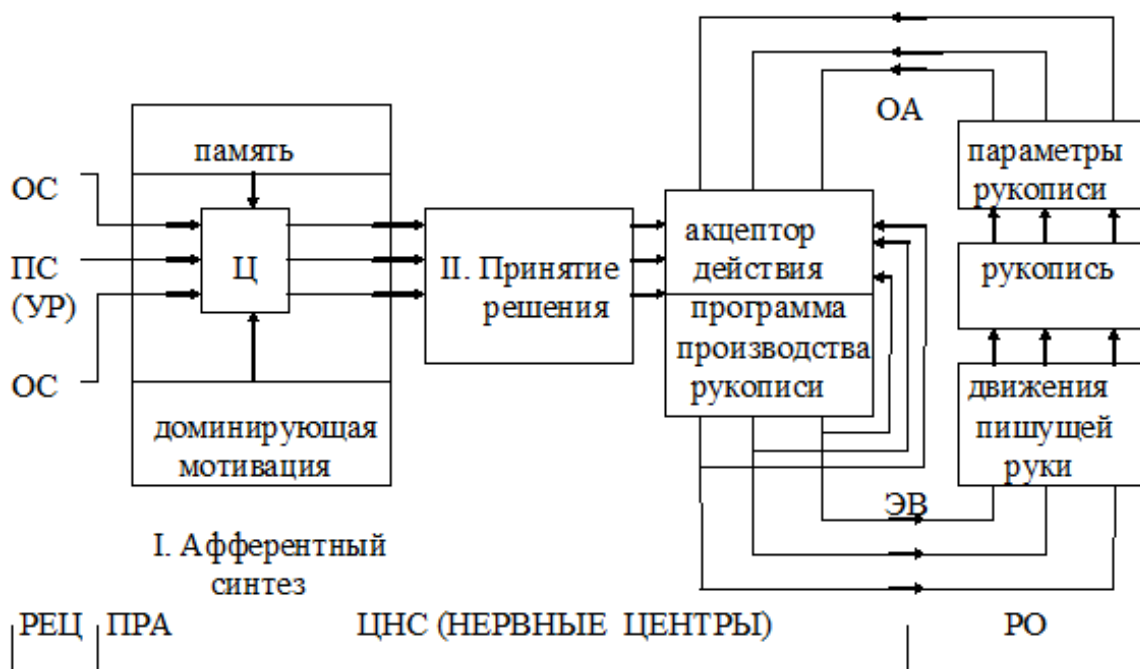 память
ОС
ПС
(УР)
ОС
Ц
доминирующая
мотивация
I. Афферентный
синтез
II. Принятие
решения
акцептор
действия
программа
производства
рукописи
ОА
ЭВ
параметры
рукописи
рукопись
движения
пишущей
руки
РЕЦ ПРА ЦНС (НЕРВНЫЕ ЦЕНТРЫ) РО